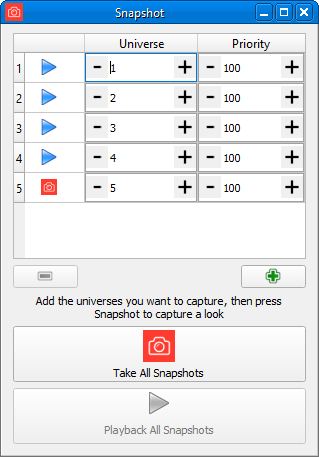 Snapshot
Universe Priority
1 1 100
2 2 100
3 3 100
4 4 100
5 5 100
Add the universes you want to capture, then press
Snapshot to capture a look
Take All Snapshots
Playback All Snapshots